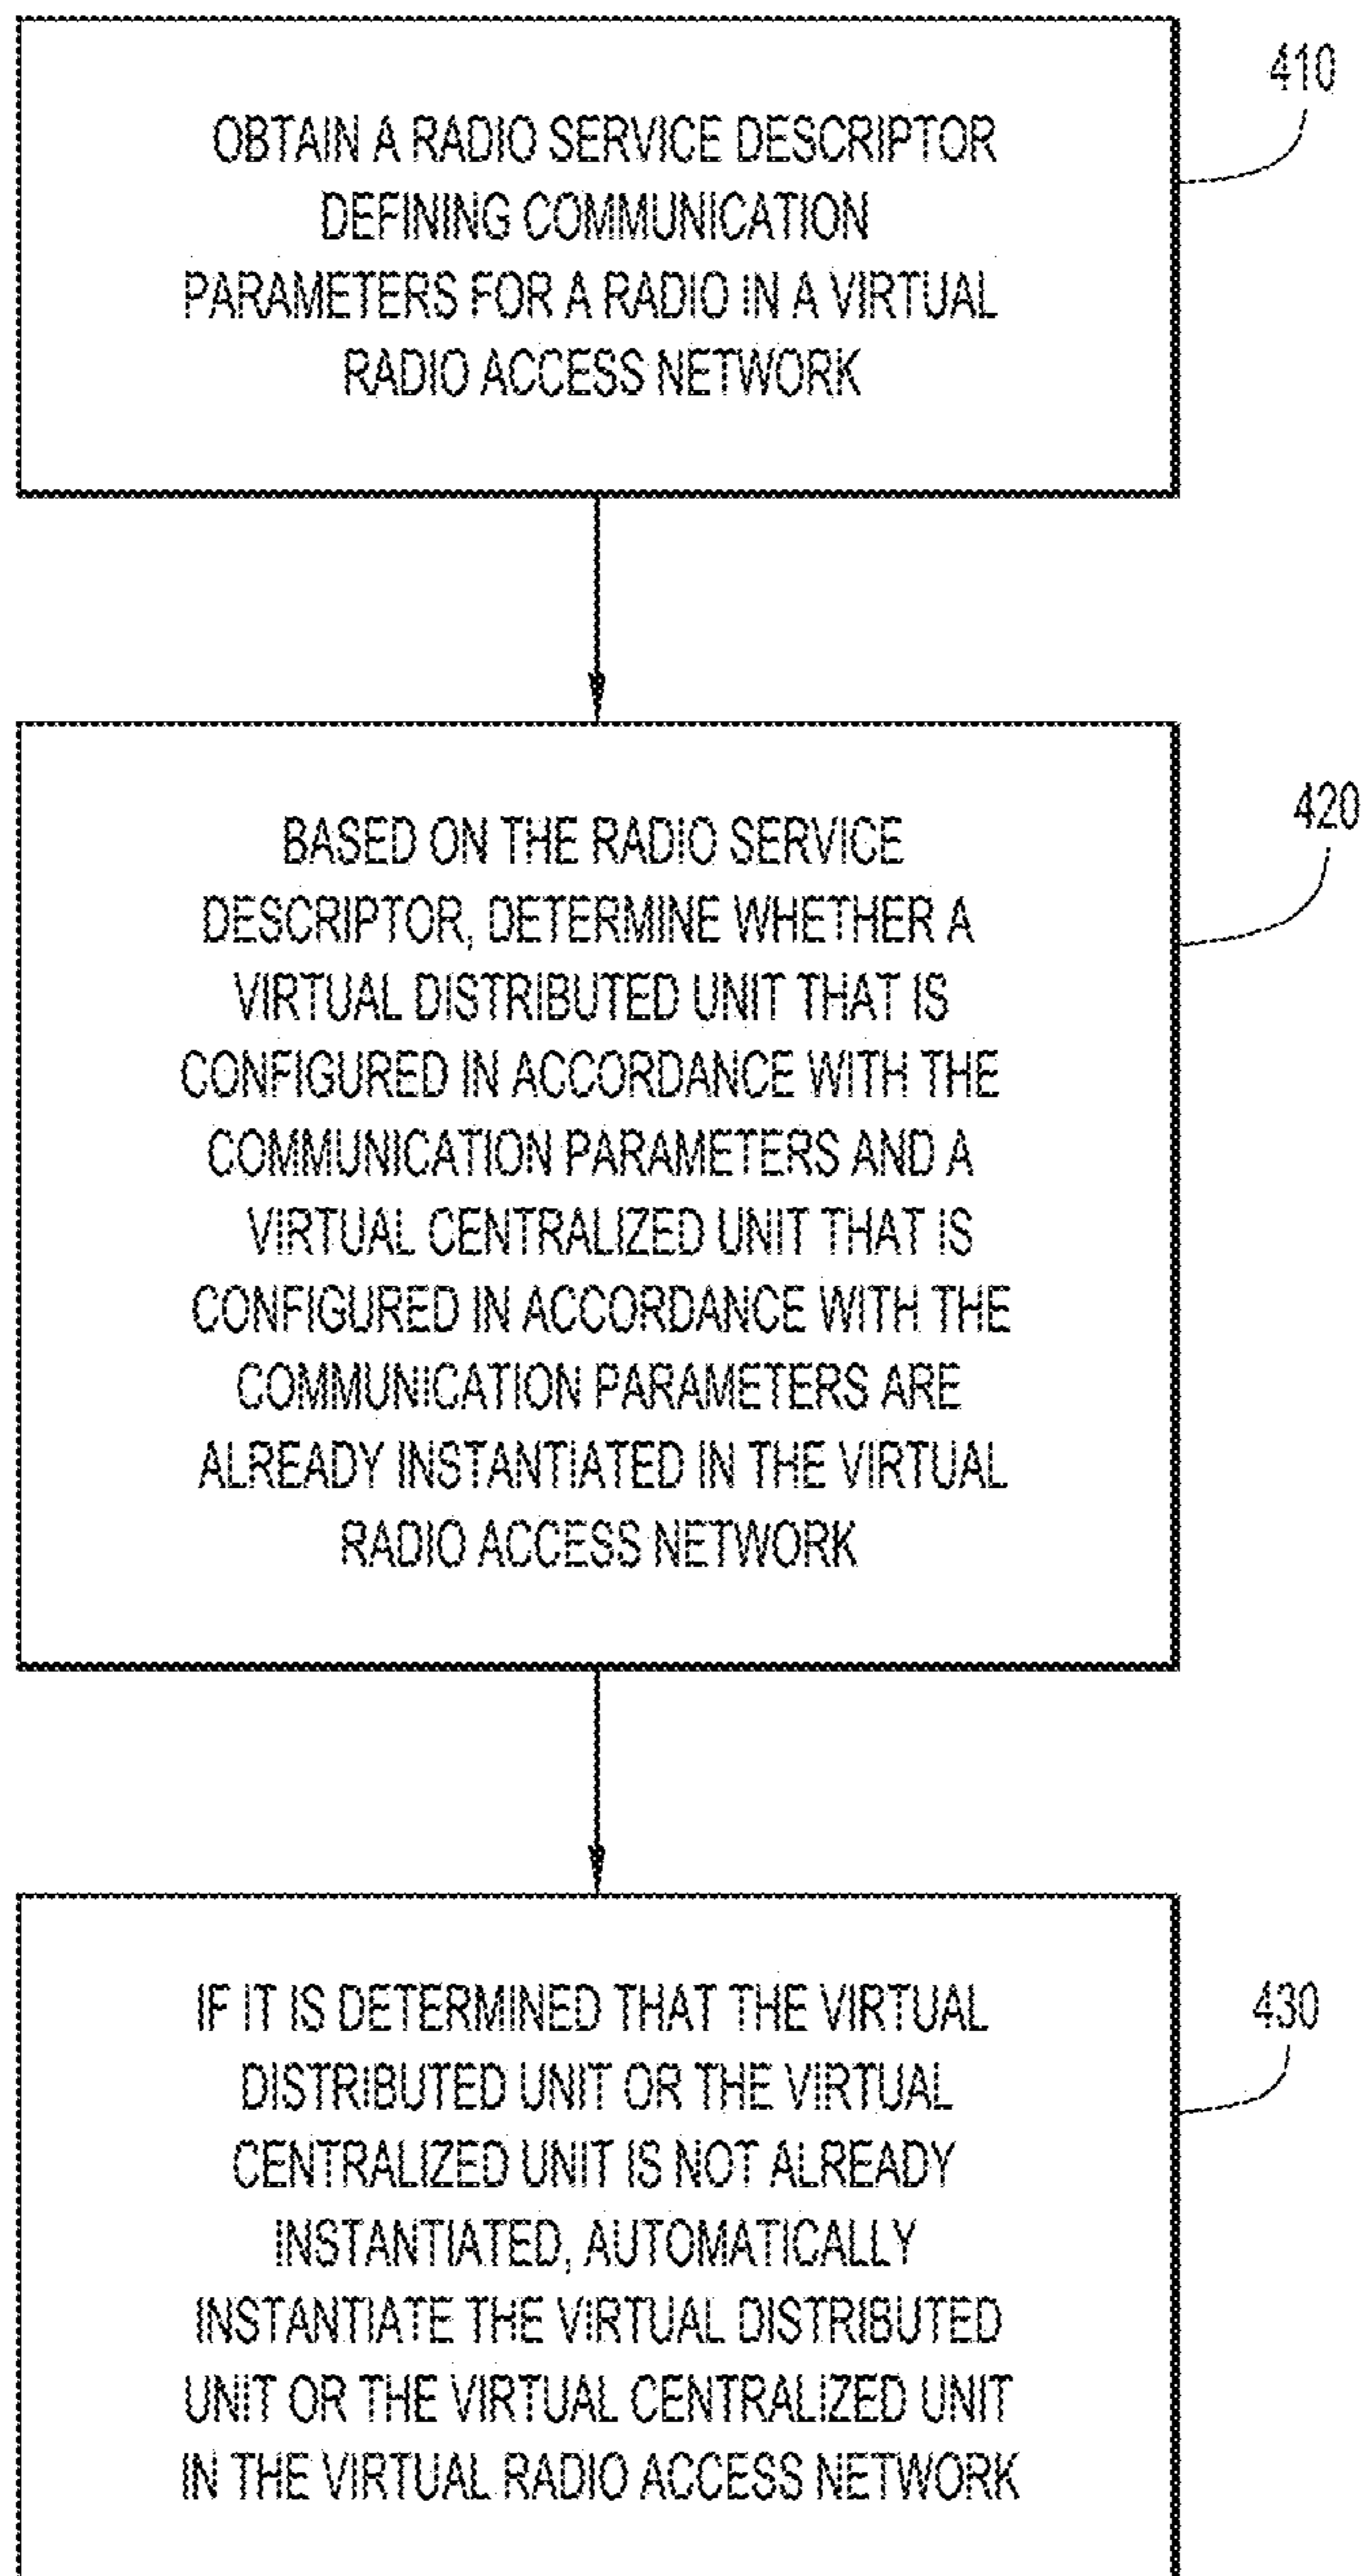 410
OBTAIN A RADIO SERVICE DESCRIPTOR
DEFINING COMMUNICATION
PARAMETERS FOR A RADIO IN A VIRTUAL
RADIO ACCESS NETWORK
420
BASED ON THE RADIO SERVICE
DESCRIPTOR, DETERMINE WHETHER A
VIRTUAL DISTRIBUTED UNIT THAT IS
CONFIGURED IN ACCORDANCE WITH THE
COMMUNICATION PARAMETERS AND A
VIRTUAL CENTRALIZED UNIT THAT IS
CONFIGURED IN ACCORDANCE WITH THE
COMMUNICATION PARAMETERS ARE
ALREADY INSTANTIATED IN THE VIRTUAL
RADIO ACCESS NETWORK
430
IF IT IS DETERMINED THAT THE VIRTUAL
DISTRIBUTED UNIT OR THE VIRTUAL
CENTRALIZED UNIT IS NOT ALREADY
INSTANTIATED, AUTOMATICALLY
INSTANTIATE THE VIRTUAL DISTRIBUTED
UNIT OR THE VIRTUAL CENTRALIZED UNIT
IN THE VIRTUAL RADIO ACCESS NETWORK